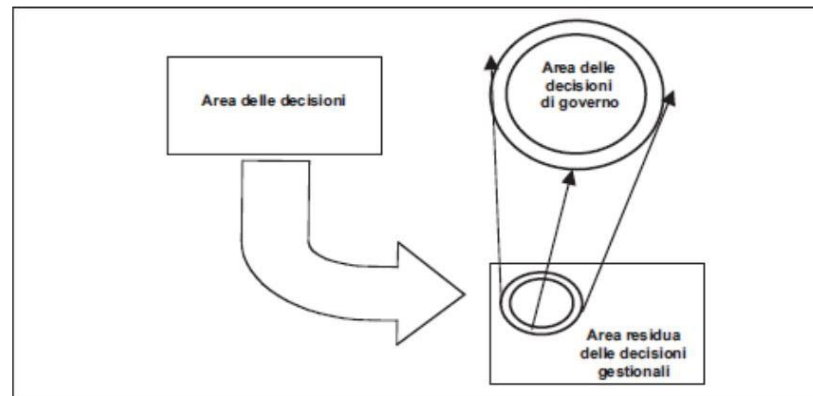 Area delle decisioni
Area delle
decisioni
di governo
Area residua
delle decisioni
gestionali